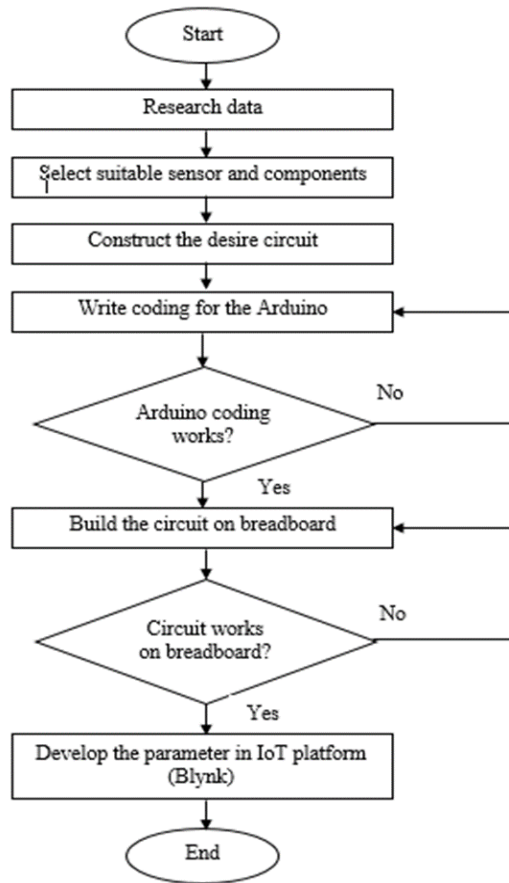 Start
Research data
Select suitable sensor and components
Construct the desire circuit
Write coding for the Arduino
Arduino coding
works?
No
Yes
Build the circuit on breadboard
Circuit works
on breadboard?
No
Yes
Develop the parameter in IoT platform
(Blynk)
End